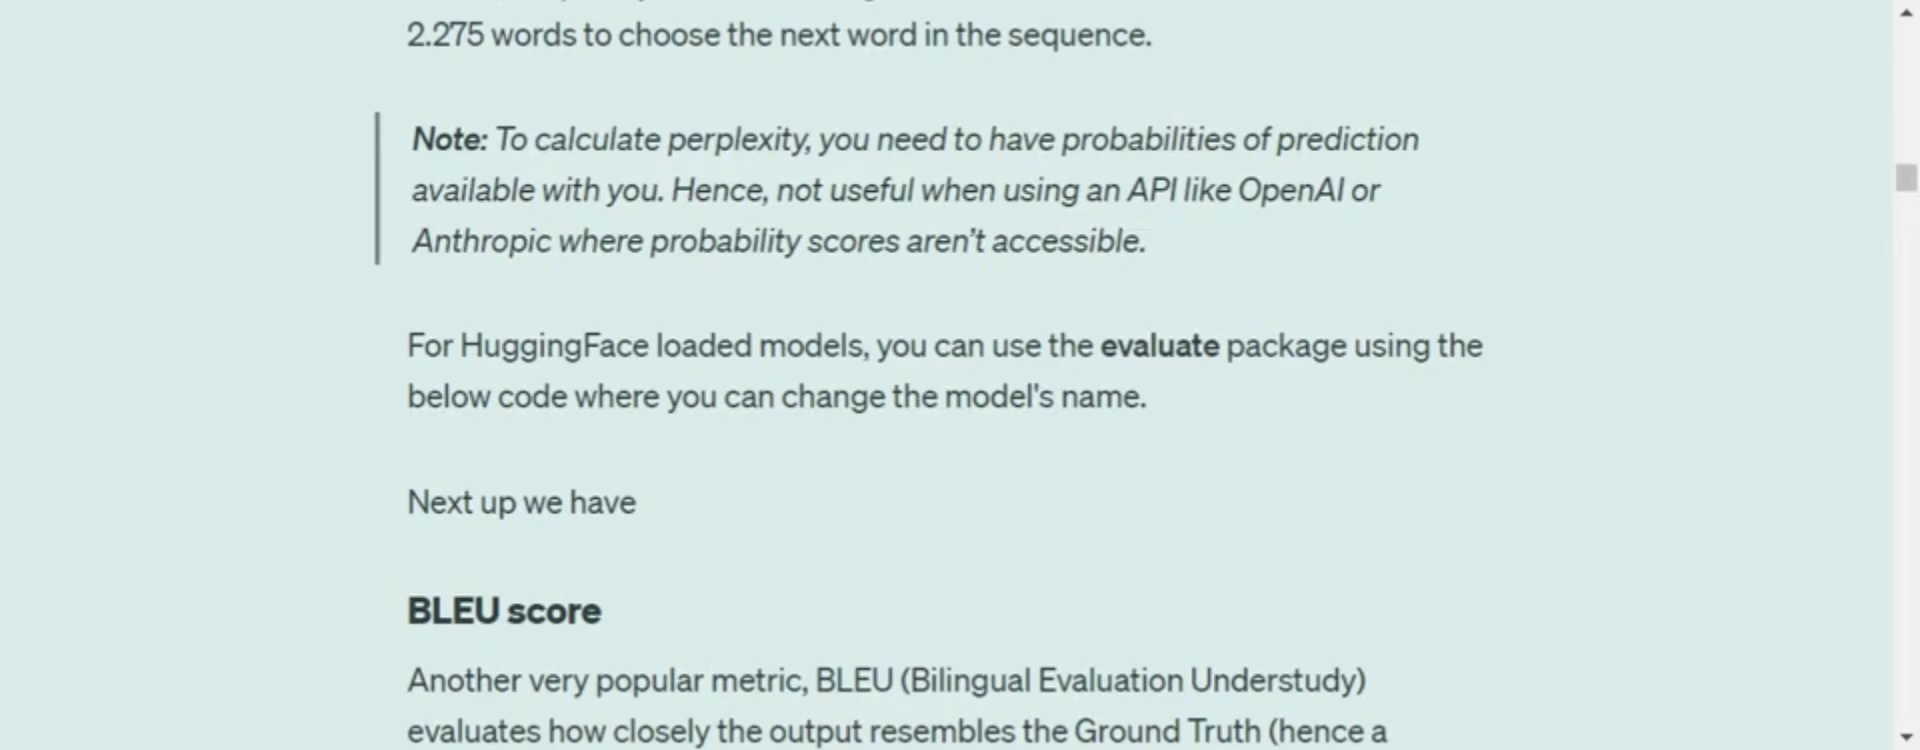 2.275 words to choose the next word in the sequence.
Note: To calculate perplexity, you need to have probabilities of prediction
available with you. Hence, not useful when using an API like OpenAI or
Anthropic where probability scores aren't accessible.
For HuggingFace loaded models, you can use the evaluate package using the
below code where you can change the model's name.
Next up we have
BLEU score
Another very popular metric, BLEU (Bilingual Evaluation Understudy)
evaluates how closely the output resembles the Ground Truth (hence a